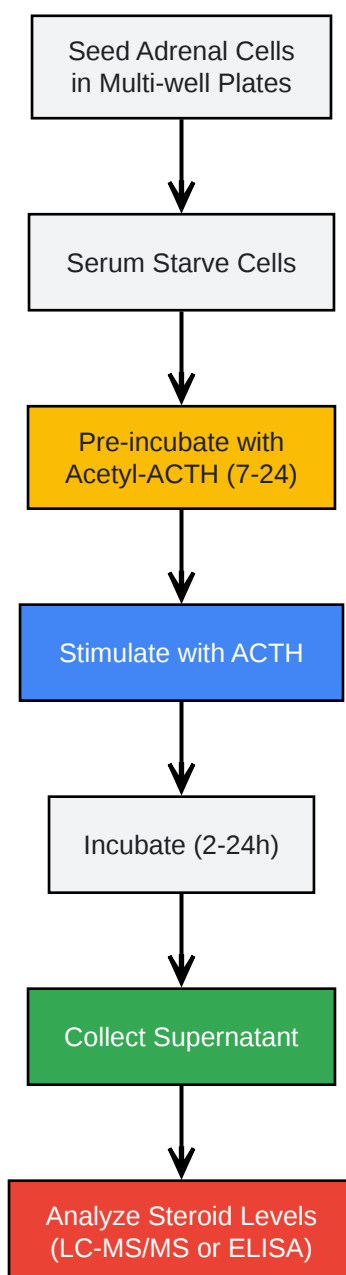 Seed Adrenal Cells
in Multi-well Plates
Serum Starve Cells
Pre-incubate with
Acetyl-ACTH (7-24)
Stimulate with ACTH
Incubate (2-24h)
Collect Supernatant
Analyze Steroid Levels
(LC-MS/MS or ELISA)